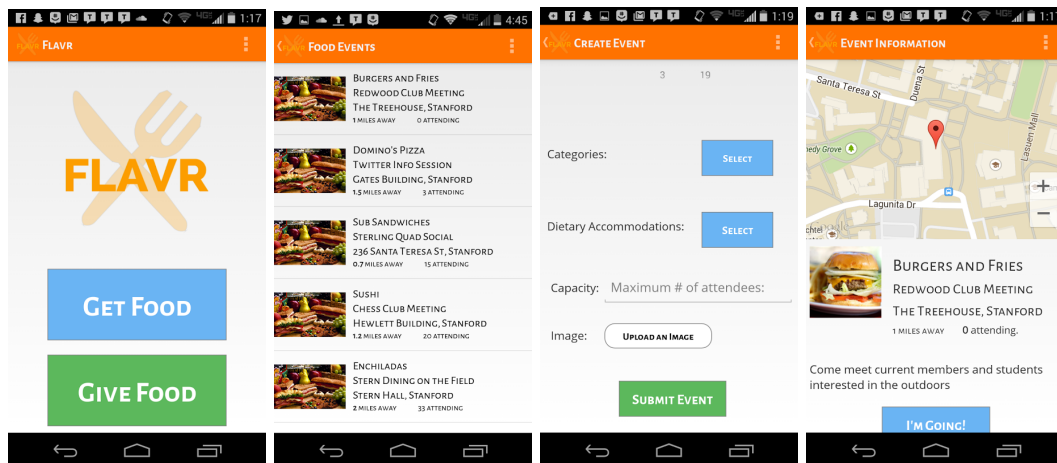 1:17
FLAVR
FLAVR
GET FOOD
GIVE FOOD
4:45
FOOD EVENTS
BURGERS AND FRIES
REDWOOD CLUB MEETING
THE TREEHOUSE, STANFORD
1 MILES AWAY 0 ATTENDING
DOMINO'S PIZZA
TWITTER INFO SESSION
GATES BUILDING, STANFORD
1.5 MILES AWAY 3 ATTENDING
SUB SANDWICHES
STERLING QUAD SOCIAL
236 SANTA TERESA ST, STANFORD
0.7 MILES AWAY 15 ATTENDING
SUSHI
CHESS CLUB MEETING
HEWLETT BUILDING, STANFORD
1.2 MILES AWAY 20 ATTENDING
ENCHILADAS
STERN DINING ON THE FIELD
STERN HALL, STANFORD
2 MILES AWAY 33 ATTENDING
1:19
CREATE EVENT
3 19
Categories: SELECT
Dietary Accommodations: SELECT
Capacity: Maximum # of attendees:
Image: UPLOAD AN IMAGE
SUBMIT EVENT
EVENT INFORMATION
Santa Teresa St
Duena St
Lasuen Mall
edy Grove
Lagunita Dr
+
−
BURGERS AND FRIES
REDWOOD CLUB MEETING
THE TREEHOUSE, STANFORD
1 MILES AWAY 0 attending.
Come meet current members and students
interested in the outdoors
I'M GOING!